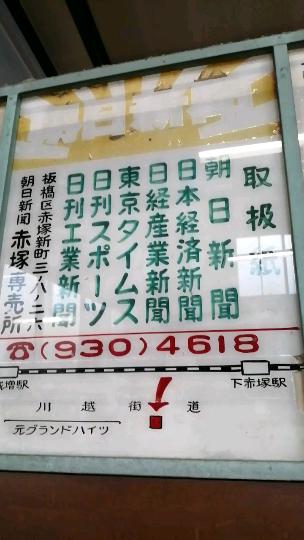 取扱紙
朝日新聞
日本経済新聞
日経産業新聞
東京タイムス
日刊スポーツ
日刊工業新聞
板橋区赤塚新町三ノ八ノ二六
朝日新聞 赤塚専売所
☎(930)4618
成増駅
下赤塚駅
川越街道
元グランドハイツ